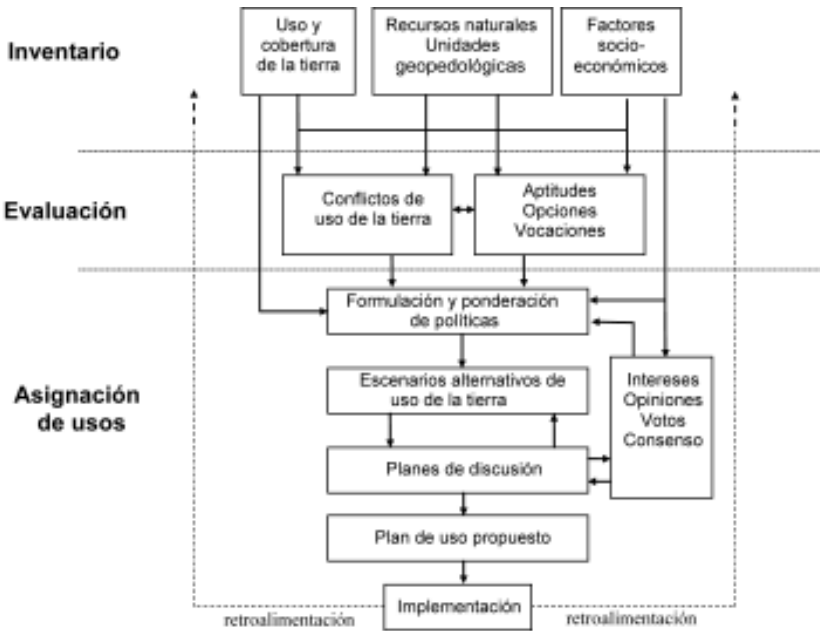 Inventario
Uso y
cobertura
de la tierra
Recursos naturales
Unidades
geopedológicas
Factores
socio-
económicos
Evaluación
Conflictos de
uso de la tierra
Aptitudes
Opciones
Vocaciones
Asignación
de usos
Formulación y ponderación
de políticas
Escenarios alternativos de
uso de la tierra
Intereses
Opiniones
Votos
Consenso
Planes de discusión
Plan de uso propuesto
Implementación
retroalimentación
retroalimentación